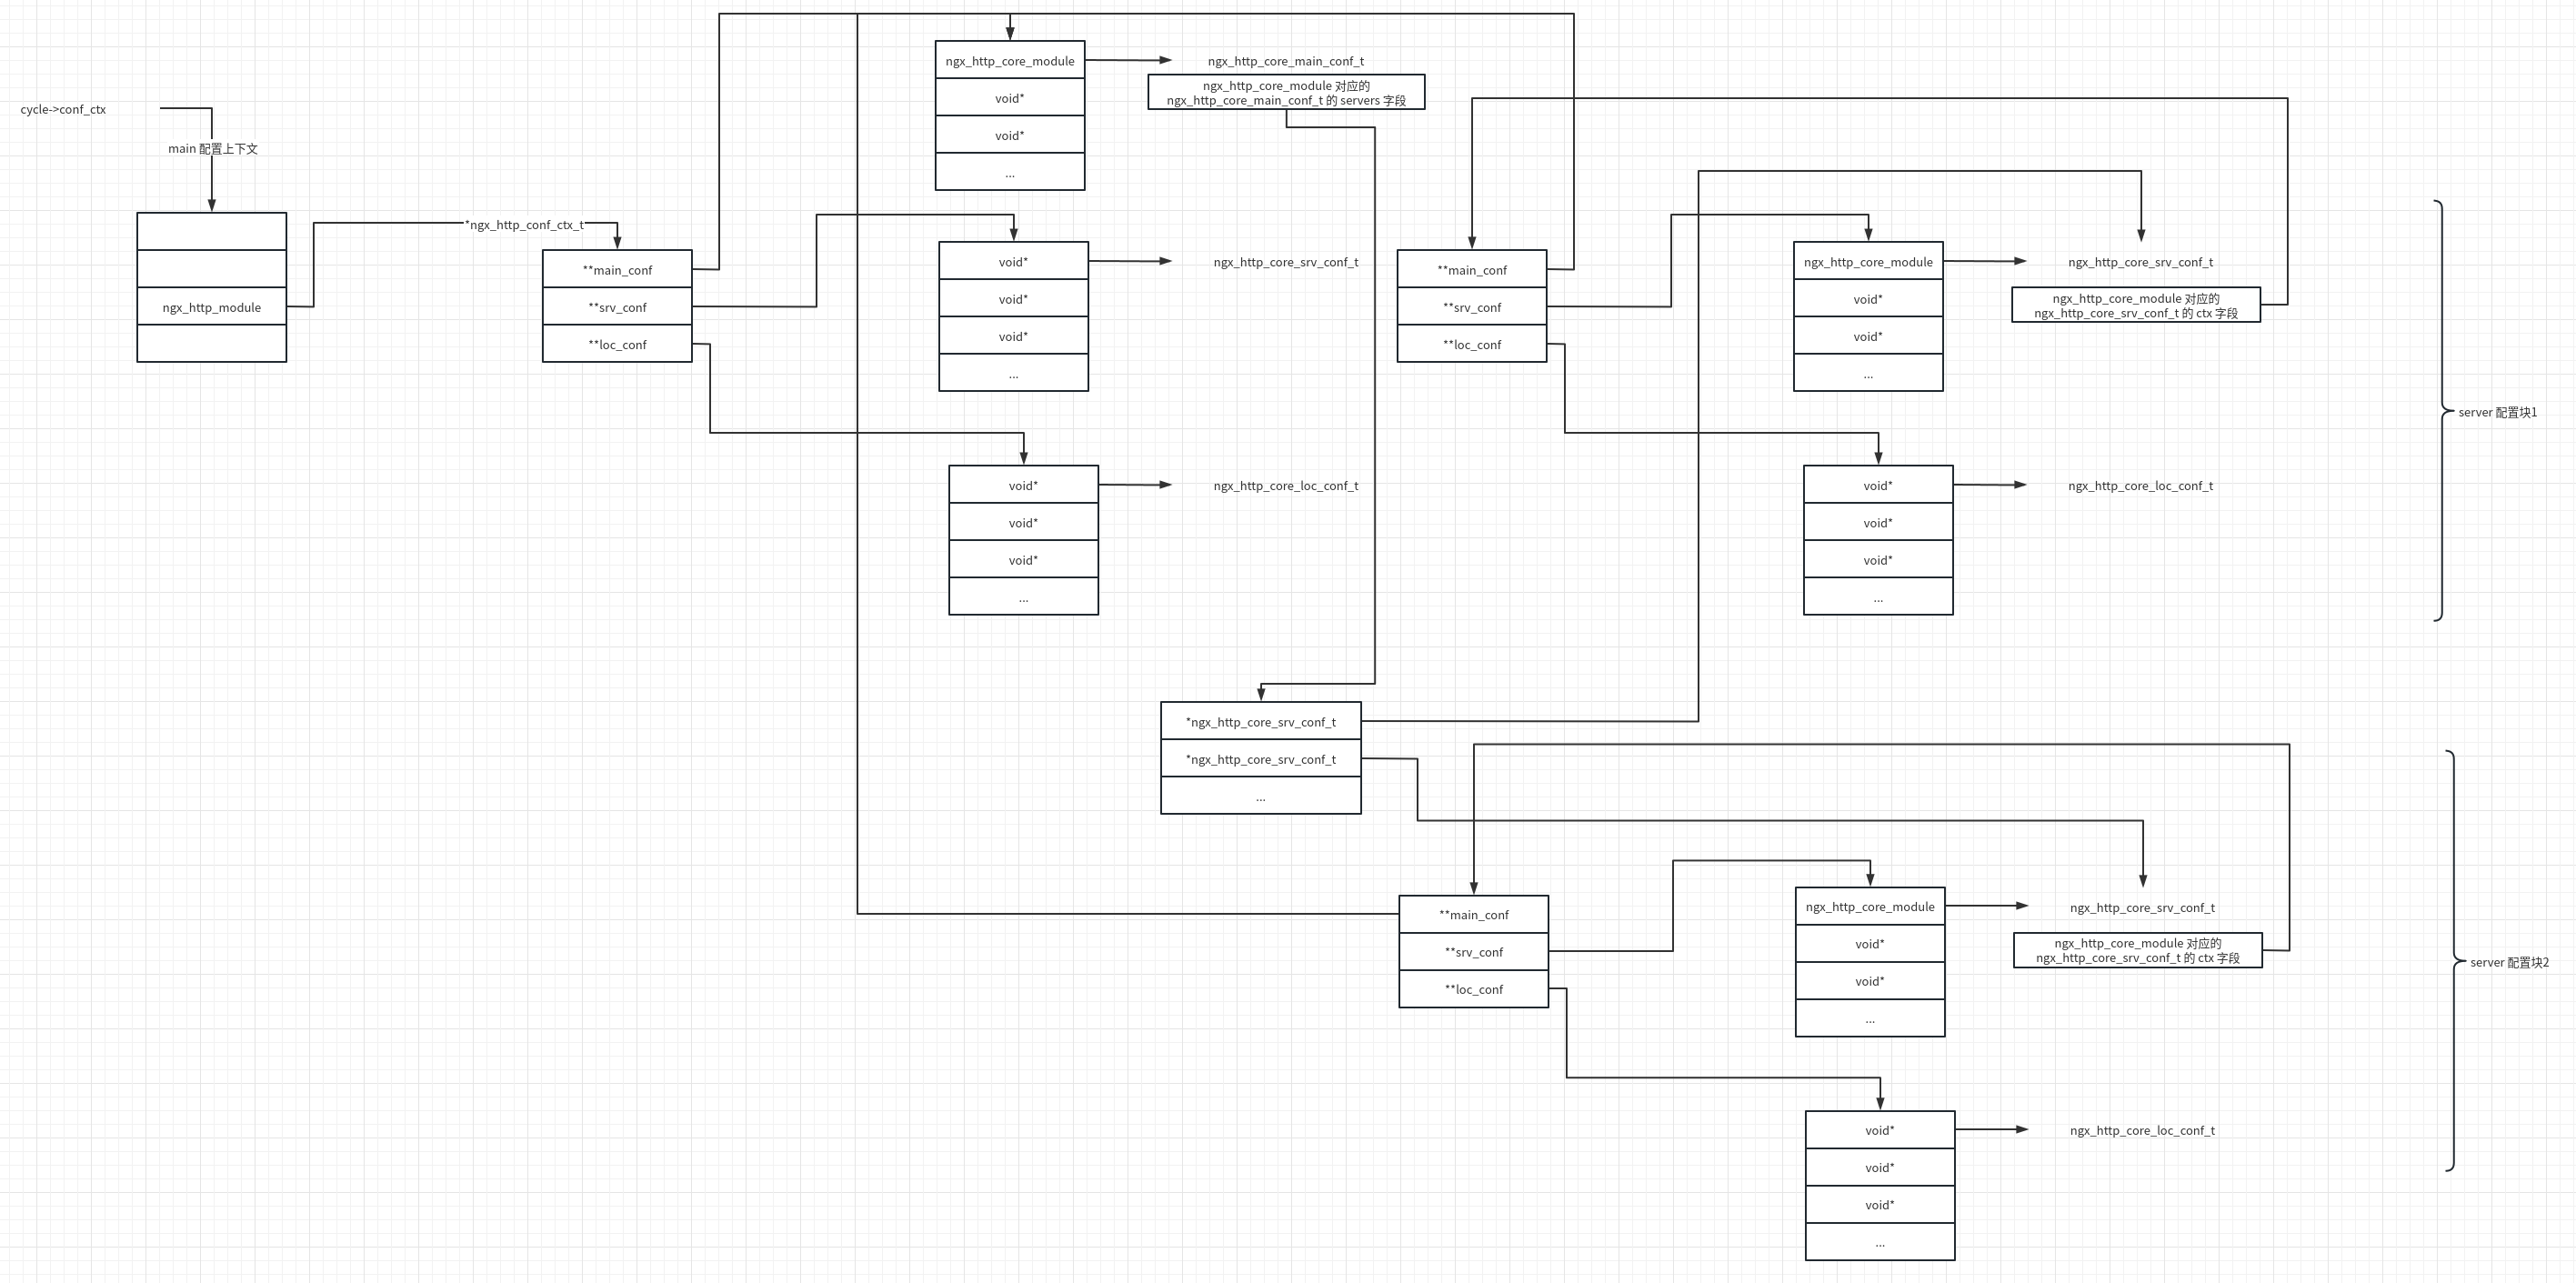 cycle->conf_ctx
main 配置上下文
ngx_http_module
*ngx_http_conf_ctx_t
**main_conf
**srv_conf
**loc_conf
ngx_http_core_module
void*
void*
...
ngx_http_core_main_conf_t
ngx_http_core_module 对应的
ngx_http_core_main_conf_t 的 servers 字段
void*
void*
void*
...
ngx_http_core_srv_conf_t
void*
void*
void*
...
ngx_http_core_loc_conf_t
**main_conf
**srv_conf
**loc_conf
ngx_http_core_module
void*
void*
...
ngx_http_core_srv_conf_t
ngx_http_core_module 对应的
ngx_http_core_srv_conf_t 的 ctx 字段
void*
void*
void*
...
ngx_http_core_loc_conf_t
server 配置块1
*ngx_http_core_srv_conf_t
*ngx_http_core_srv_conf_t
...
**main_conf
**srv_conf
**loc_conf
ngx_http_core_module
void*
void*
...
ngx_http_core_srv_conf_t
ngx_http_core_module 对应的
ngx_http_core_srv_conf_t 的 ctx 字段
void*
void*
void*
...
ngx_http_core_loc_conf_t
server 配置块2